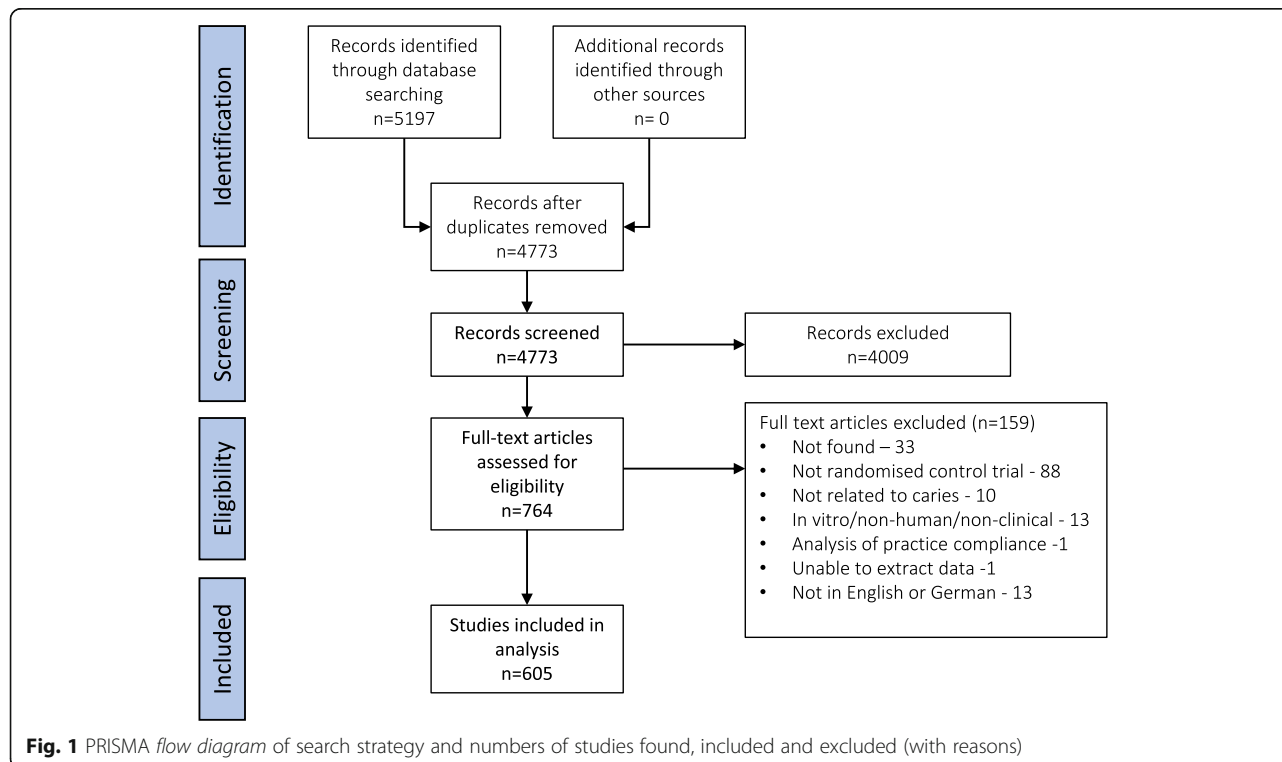 Identification
Records identified
through database
searching
n=5197
Additional records
identified through
other sources
n= 0
Records after
duplicates removed
n=4773
Screening
Records screened
n=4773
Records excluded
n=4009
Eligibility
Full-text articles
assessed for
eligibility
n=764
Full text articles excluded (n=159)
• Not found – 33
• Not randomised control trial - 88
• Not related to caries - 10
• In vitro/non-human/non-clinical - 13
• Analysis of practice compliance -1
• Unable to extract data -1
• Not in English or German - 13
Included
Studies included in
analysis
n=605
Fig. 1 PRISMA flow diagram of search strategy and numbers of studies found, included and excluded (with reasons)